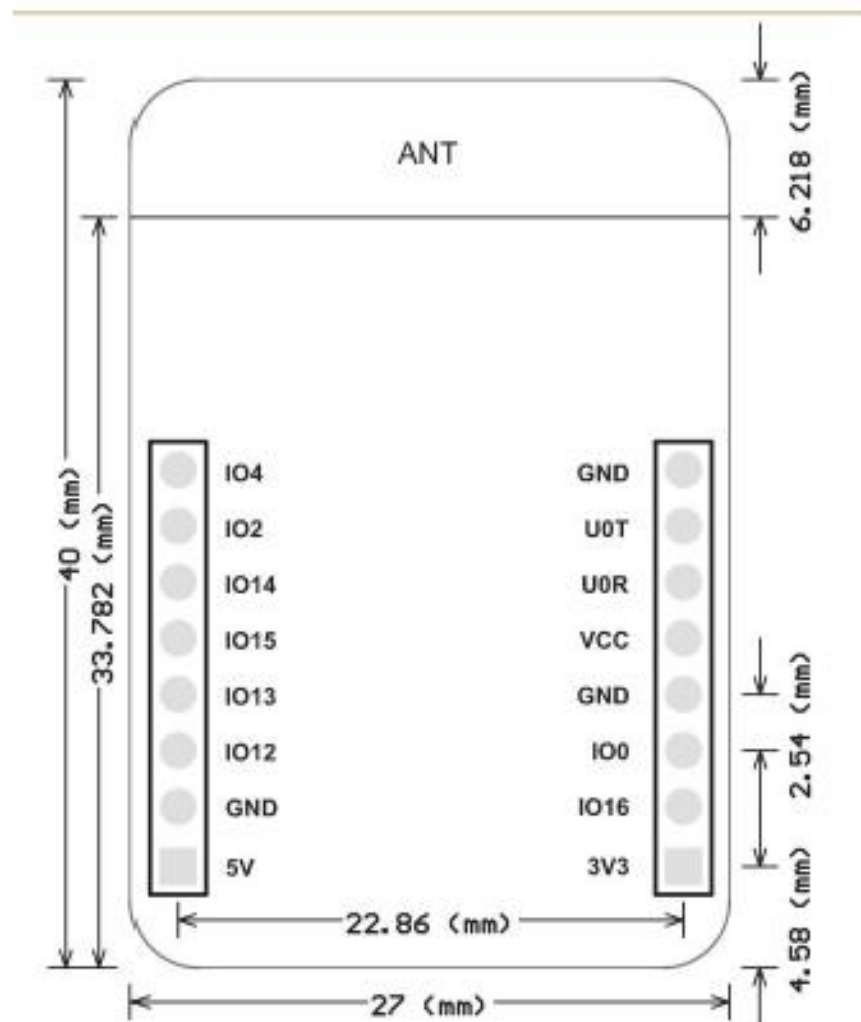 ANT
6.218 (mm)
40 (mm)
33.782 (mm)
IO4 GND
IO2 U0T
IO14 U0R
IO15 VCC
IO13 GND
IO12 IO0
GND IO16
5V 3V3
2.54 (mm)
4.58 (mm)
22.86 (mm)
27 (mm)